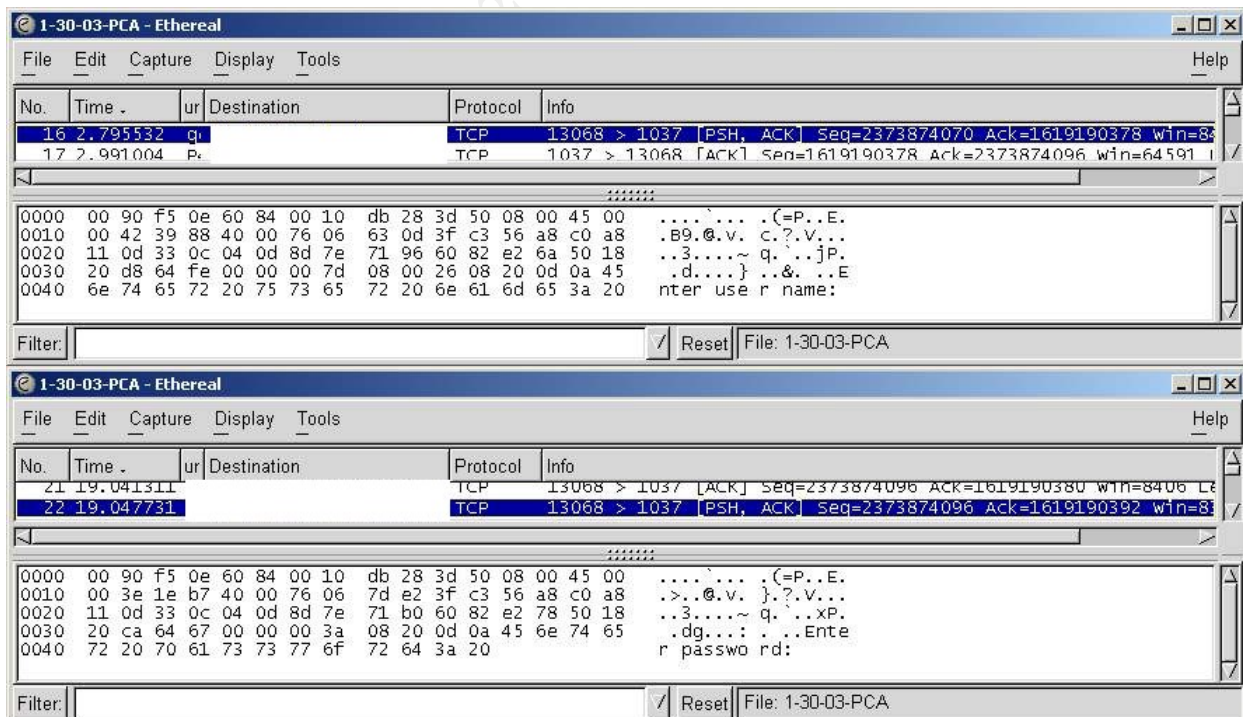 1-30-03-PCA - Ethereal
File Edit Capture Display Tools Help
No. Time ur Destination Protocol Info
16 2.795532 TCP 13068 > 1037 [PSH, ACK] Seq=2373874070 Ack=1619190378 Win=84
17 2.991004 TCP 1037 > 13068 [ACK] Seq=1619190378 Ack=2373874096 Win=64591
0000 00 90 f5 0e 60 84 00 10 db 28 3d 50 08 00 45 00 ....`... .(=P..E.
0010 00 42 39 88 40 00 76 06 63 0d 3f c3 56 a8 c0 a8 .B9.@.v. c.?.V...
0020 11 0d 33 0c 04 0d 8d 7e 71 96 60 82 e2 6a 50 18 ..3....~ q.`..jP.
0030 20 d8 64 fe 00 00 00 7d 08 00 26 08 20 0d 0a 45 .d....} ..&. ..E
0040 6e 74 65 72 20 75 73 65 72 20 6e 61 6d 65 3a 20 nter use r name:
Filter: Reset File: 1-30-03-PCA
1-30-03-PCA - Ethereal
File Edit Capture Display Tools Help
No. Time ur Destination Protocol Info
21 19.041311 TCP 13068 > 1037 [ACK] Seq=2373874096 Ack=1619190380 Win=8406 Le
22 19.047731 TCP 13068 > 1037 [PSH, ACK] Seq=2373874096 Ack=1619190392 Win=83
0000 00 90 f5 0e 60 84 00 10 db 28 3d 50 08 00 45 00 ....`... .(=P..E.
0010 00 3e 1e b7 40 00 76 06 7d e2 3f c3 56 a8 c0 a8 .>..@.v. }.?.V...
0020 11 0d 33 0c 04 0d 8d 7e 71 b0 60 82 e2 78 50 18 ..3....~ q.`..xP.
0030 20 ca 64 67 00 00 00 3a 08 20 0d 0a 45 6e 74 65 .dg...: . ..Ente
0040 72 20 70 61 73 73 77 6f 72 64 3a 20 r passwo rd:
Filter: Reset File: 1-30-03-PCA